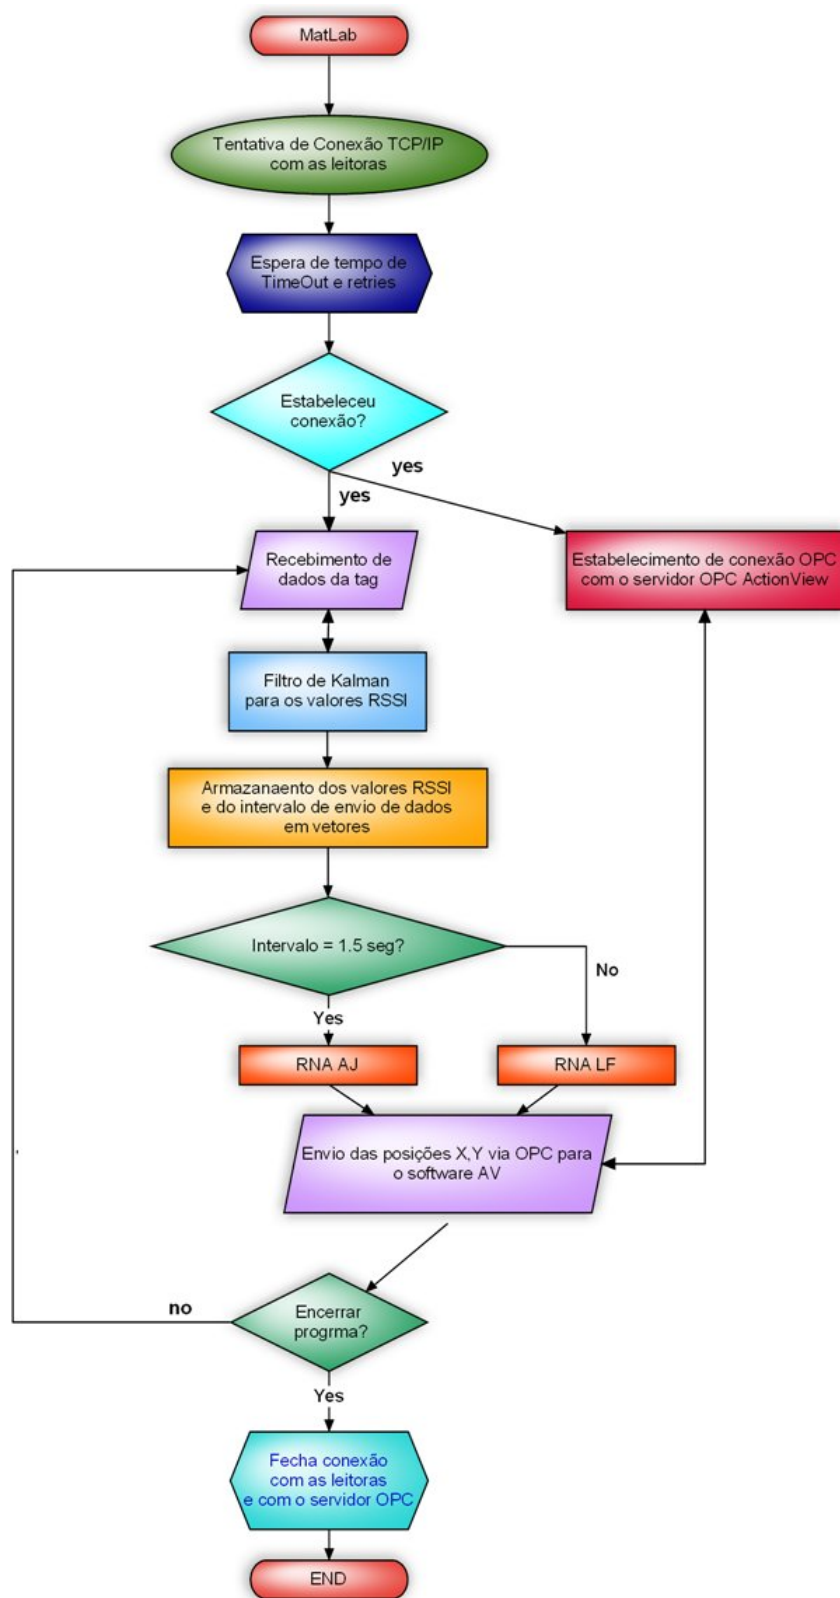 MatLab
Tentativa de Conexão TCP/IP
com as leitoras
Espera de tempo de
TimeOut e retries
Estabeleceu
conexão?
yes
yes
Recebimento de
dados da tag
Estabelecimento de conexão OPC
com o servidor OPC ActionView
Filtro de Kalman
para os valores RSSI
Armazanaento dos valores RSSI
e do intervalo de envio de dados
em vetores
Intervalo = 1.5 seg?
No
Yes
RNA AJ
RNA LF
Envio das posições X,Y via OPC para
o software AV
no
Encerrar
progrma?
Yes
Fecha conexão
com as leitoras
e com o servidor OPC
END